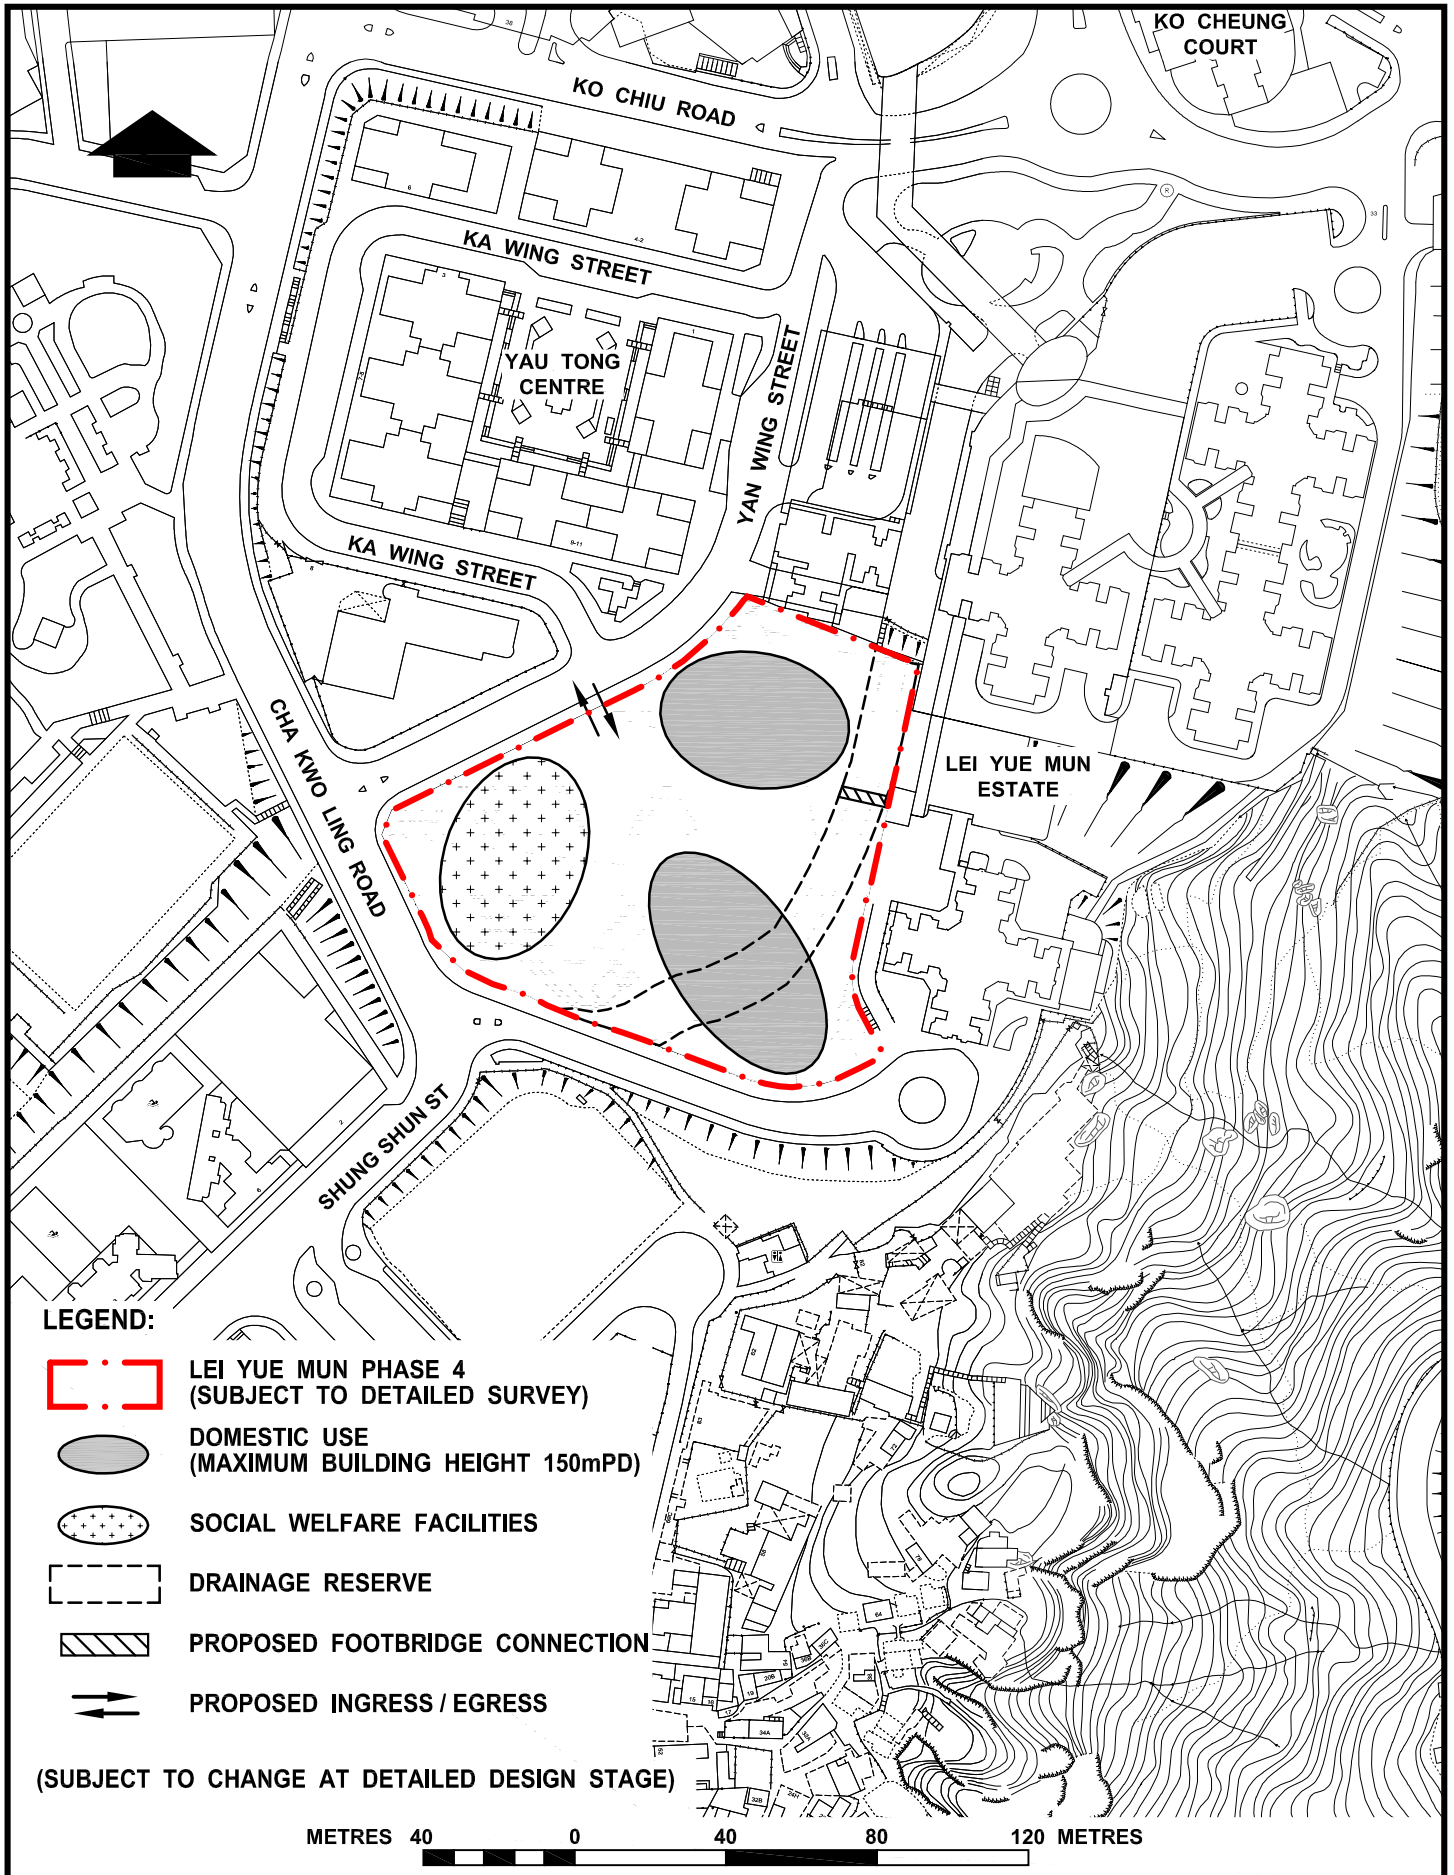 KO CHEUNG
COURT
KO CHIU ROAD
KA WING STREET
YAU TONG
CENTRE
YAN WING STREET
KA WING STREET
CHA KWO LING ROAD
LEI YUE MUN
ESTATE
SHUNG SHUN ST
LEGEND:
LEI YUE MUN PHASE 4
(SUBJECT TO DETAILED SURVEY)
DOMESTIC USE
(MAXIMUM BUILDING HEIGHT 150mPD)
SOCIAL WELFARE FACILITIES
DRAINAGE RESERVE
PROPOSED FOOTBRIDGE CONNECTION
PROPOSED INGRESS / EGRESS
(SUBJECT TO CHANGE AT DETAILED DESIGN STAGE)
METRES 40 0 40 80 120 METRES